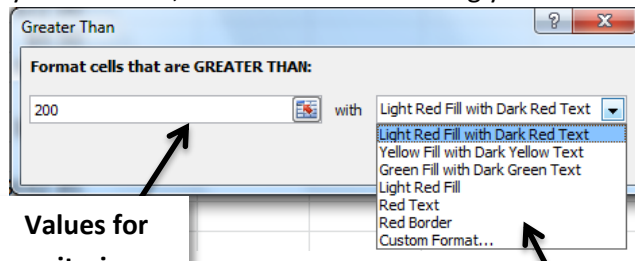 Greater Than
Format cells that are GREATER THAN:
200 with Light Red Fill with Dark Red Text
Light Red Fill with Dark Red Text
Yellow Fill with Dark Yellow Text
Green Fill with Dark Green Text
Light Red Fill
Red Text
Red Border
Custom Format...
Values for